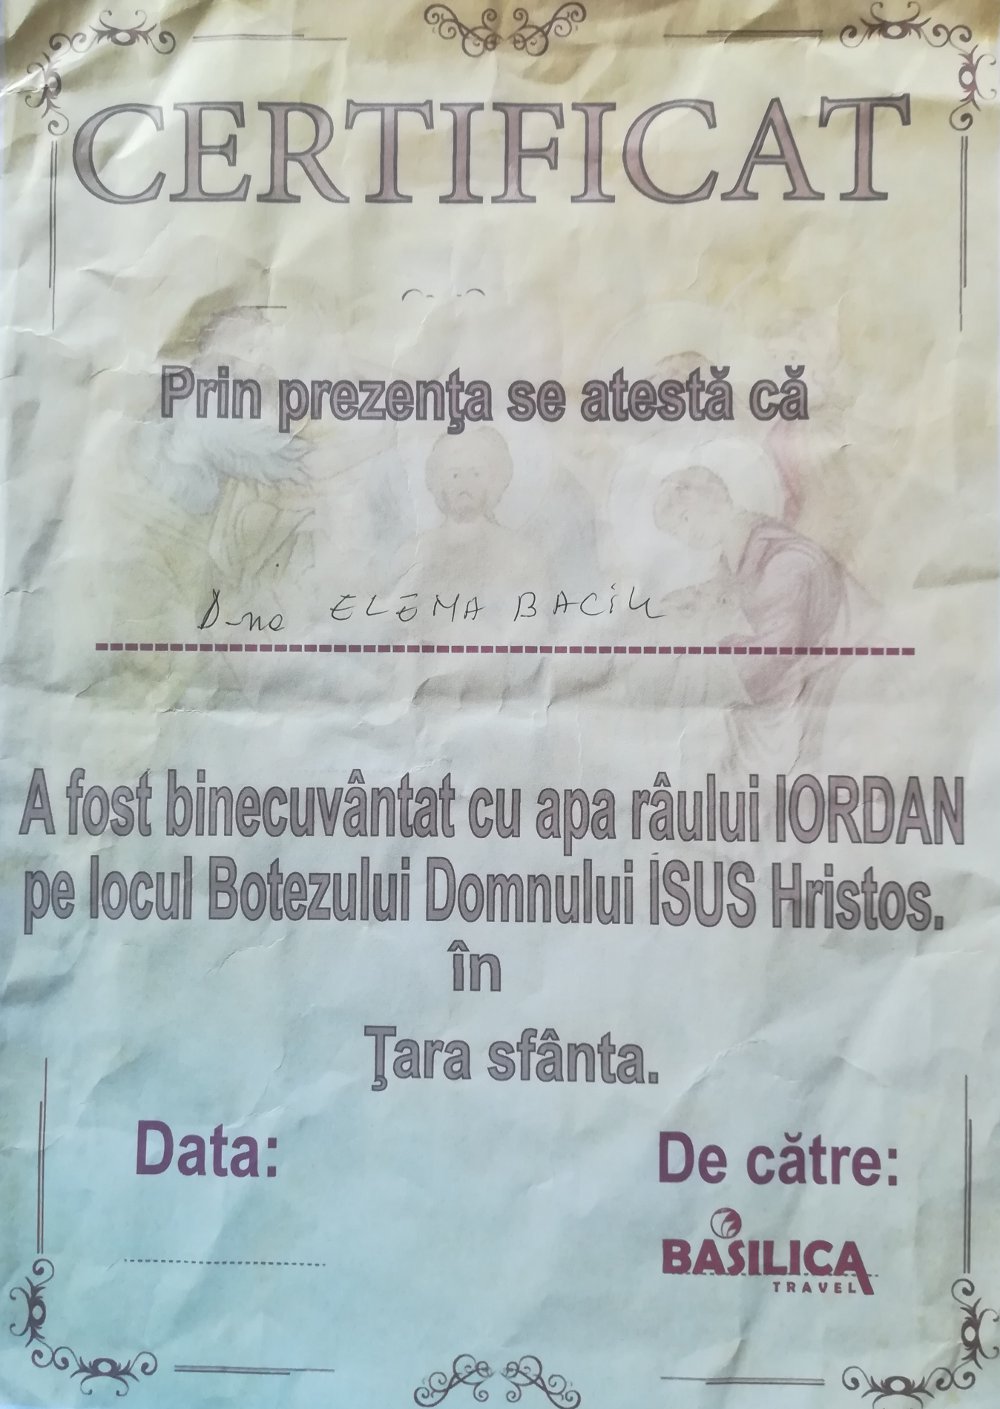 CERTIFICAT
Prin prezenţa se atestă că
D-na ELENA BACIU
A fost binecuvântat cu apa râului IORDAN
pe locul Botezului Domnului ISUS Hristos.
în
Ţara sfânta.
Data:
De către:
BASILICA
TRAVEL